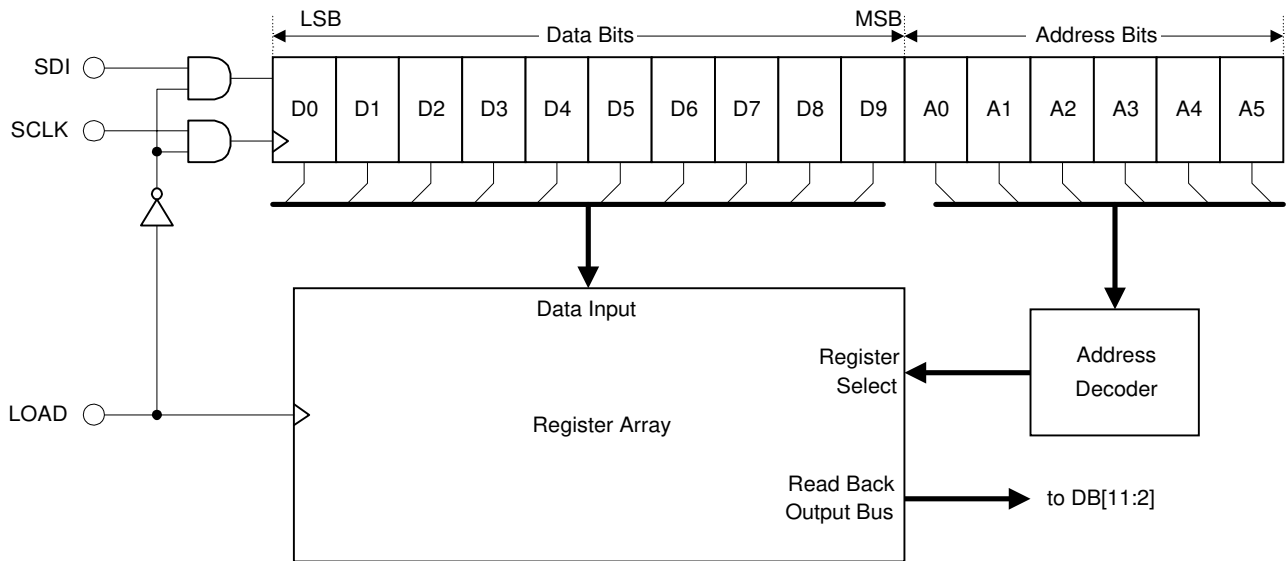 LSB MSB
Data Bits Address Bits
SDI
D0 D1 D2 D3 D4 D5 D6 D7 D8 D9 A0 A1 A2 A3 A4 A5
SCLK
Data Input
Register
Select
Address
Decoder
LOAD
Register Array
Read Back
Output Bus
to DB[11:2]